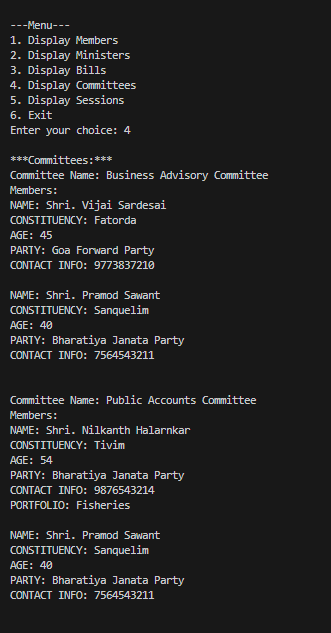 ---Menu---
1. Display Members
2. Display Ministers
3. Display Bills
4. Display Committees
5. Display Sessions
6. Exit
Enter your choice: 4
***Committees:***
Committee Name: Business Advisory Committee
Members:
NAME: Shri. Vijai Sardesai
CONSTITUENCY: Fatorda
AGE: 45
PARTY: Goa Forward Party
CONTACT INFO: 9773837210
NAME: Shri. Pramod Sawant
CONSTITUENCY: Sanquelim
AGE: 40
PARTY: Bharatiya Janata Party
CONTACT INFO: 7564543211
Committee Name: Public Accounts Committee
Members:
NAME: Shri. Nilkanth Halarnkar
CONSTITUENCY: Tivim
AGE: 54
PARTY: Bharatiya Janata Party
CONTACT INFO: 9876543214
PORTFOLIO: Fisheries
NAME: Shri. Pramod Sawant
CONSTITUENCY: Sanquelim
AGE: 40
PARTY: Bharatiya Janata Party
CONTACT INFO: 7564543211